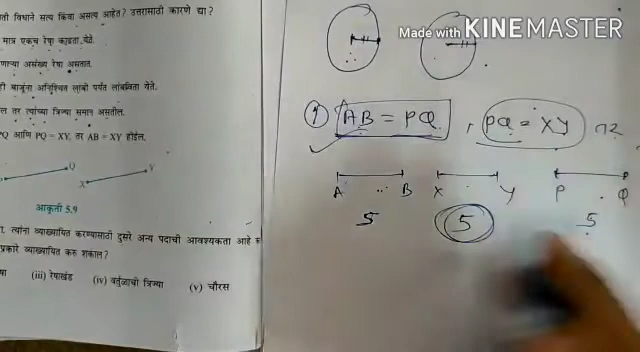 ती विधाने सत्य किंवा असत्य आहेत? उत्तरासाठी कारणे द्या?
मात्र एकच रेषा काढता येते.
णाऱ्या असंख्य रेषा असतात.
ही बाजूंना अनिश्चित लांबी पर्यंत लांबविता येते.
ल तर त्यांच्या त्रिज्या समान असतील.
PQ आणि PQ = XY, तर AB = XY होईल.
Q
X
Y
आकृती 5.9
त्यांना व्याख्यायित करण्यासाठी दुसरे अन्य पदाची आवश्यकता आहे
प्रकारे व्याख्यायित करु शकाल?
(iii) रेषाखंड (iv) वर्तुळाची त्रिज्या (v) चौरस
Made with KINEMASTER
① AB = PQ, PQ = XY तर
A B X Y P Q
5 5 5